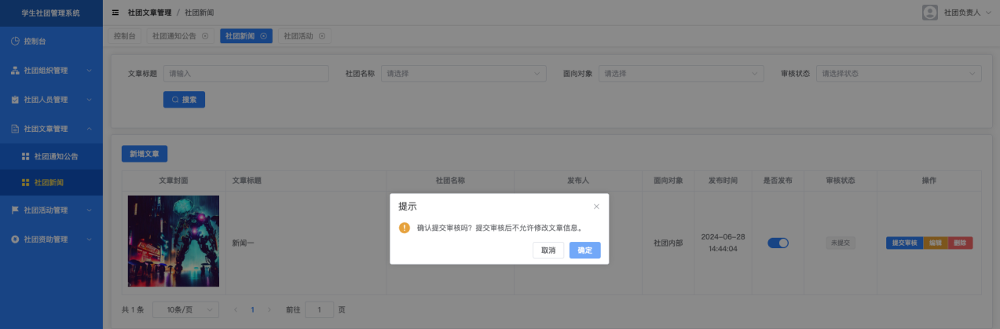 学生社团管理系统
社团文章管理 / 社团新闻
社团负责人
控制台
社团组织管理
社团人员管理
社团文章管理
社团通知公告
社团新闻
社团活动管理
社团资助管理
控制台 社团通知公告 社团新闻 社团活动
文章标题 请输入 社团名称 请选择 面向对象 请选择 审核状态 请选择状态
搜索
新增文章
文章封面 文章标题 社团名称 发布人 面向对象 发布时间 是否发布 审核状态 操作
新闻一 社团内部 2024-06-28
14:44:04
未提交 提交审核 编辑 删除
提示
确认提交审核吗？提交审核后不允许修改文章信息。
取消 确定
共 1 条 10条/页 1 前往 1 页